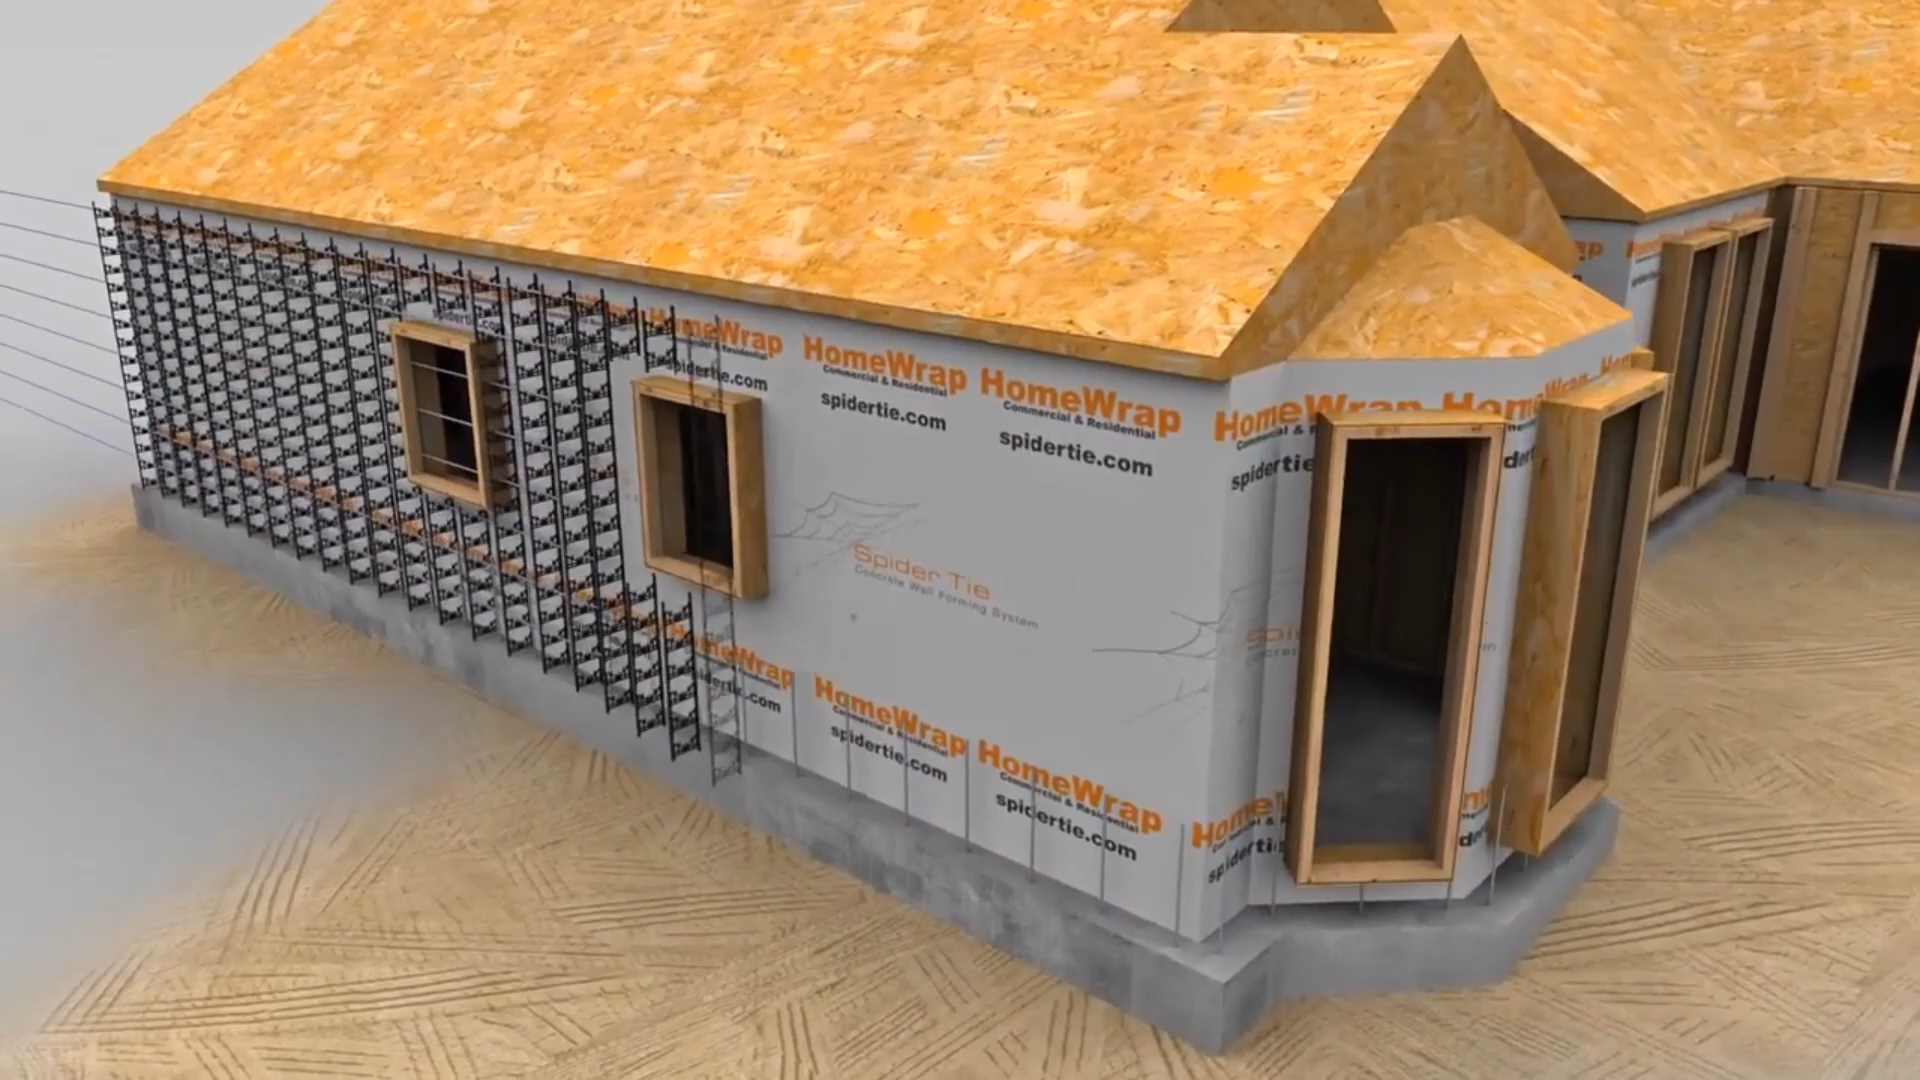 HomeWrap
Commercial & Residential
spidertie.com
HomeWrap
Commercial & Residential
spidertie.com
HomeWrap
Commercial & Residential
spidertie.com
HomeWrap
spidertie
Spider Tie
Concrete Wall Forming System
HomeWrap
HomeWrap
Commercial & Residential
spidertie.com
HomeWrap
Commercial & Residential
spidertie.com